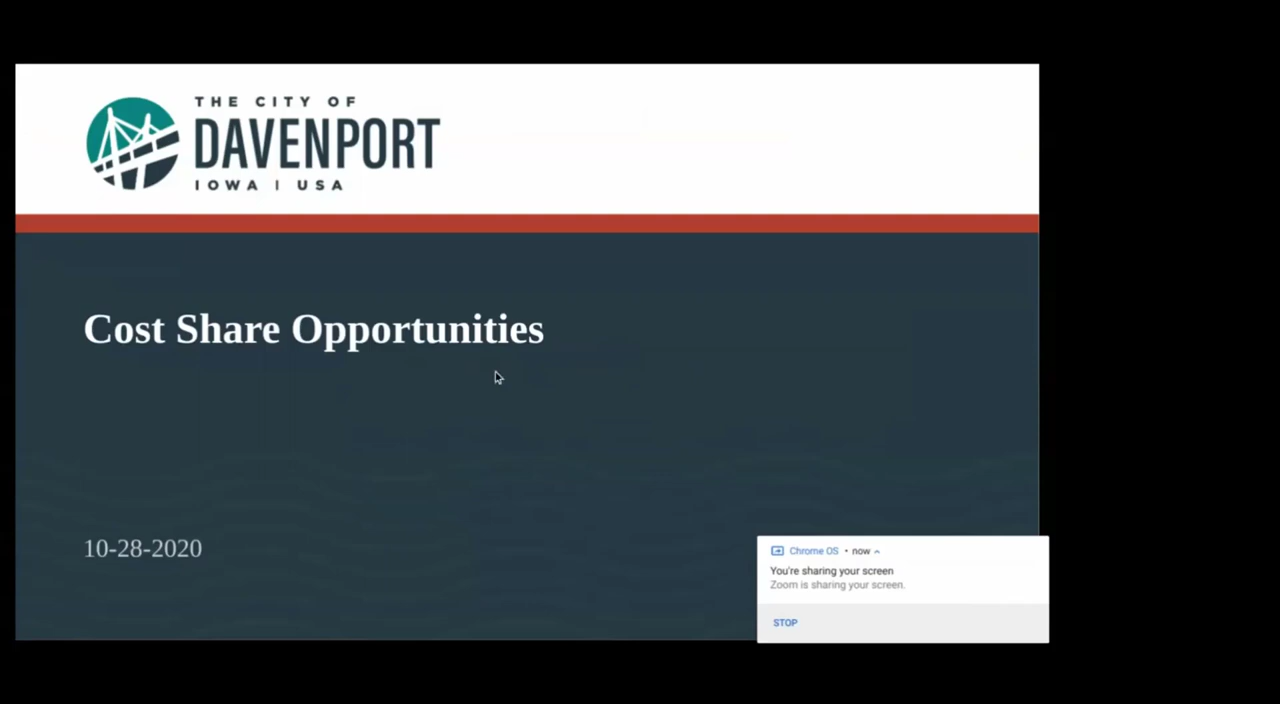 THE CITY OF
DAVENPORT
IOWA | USA
Cost Share Opportunities
10-28-2020
Chrome OS • now
You're sharing your screen
Zoom is sharing your screen.
STOP